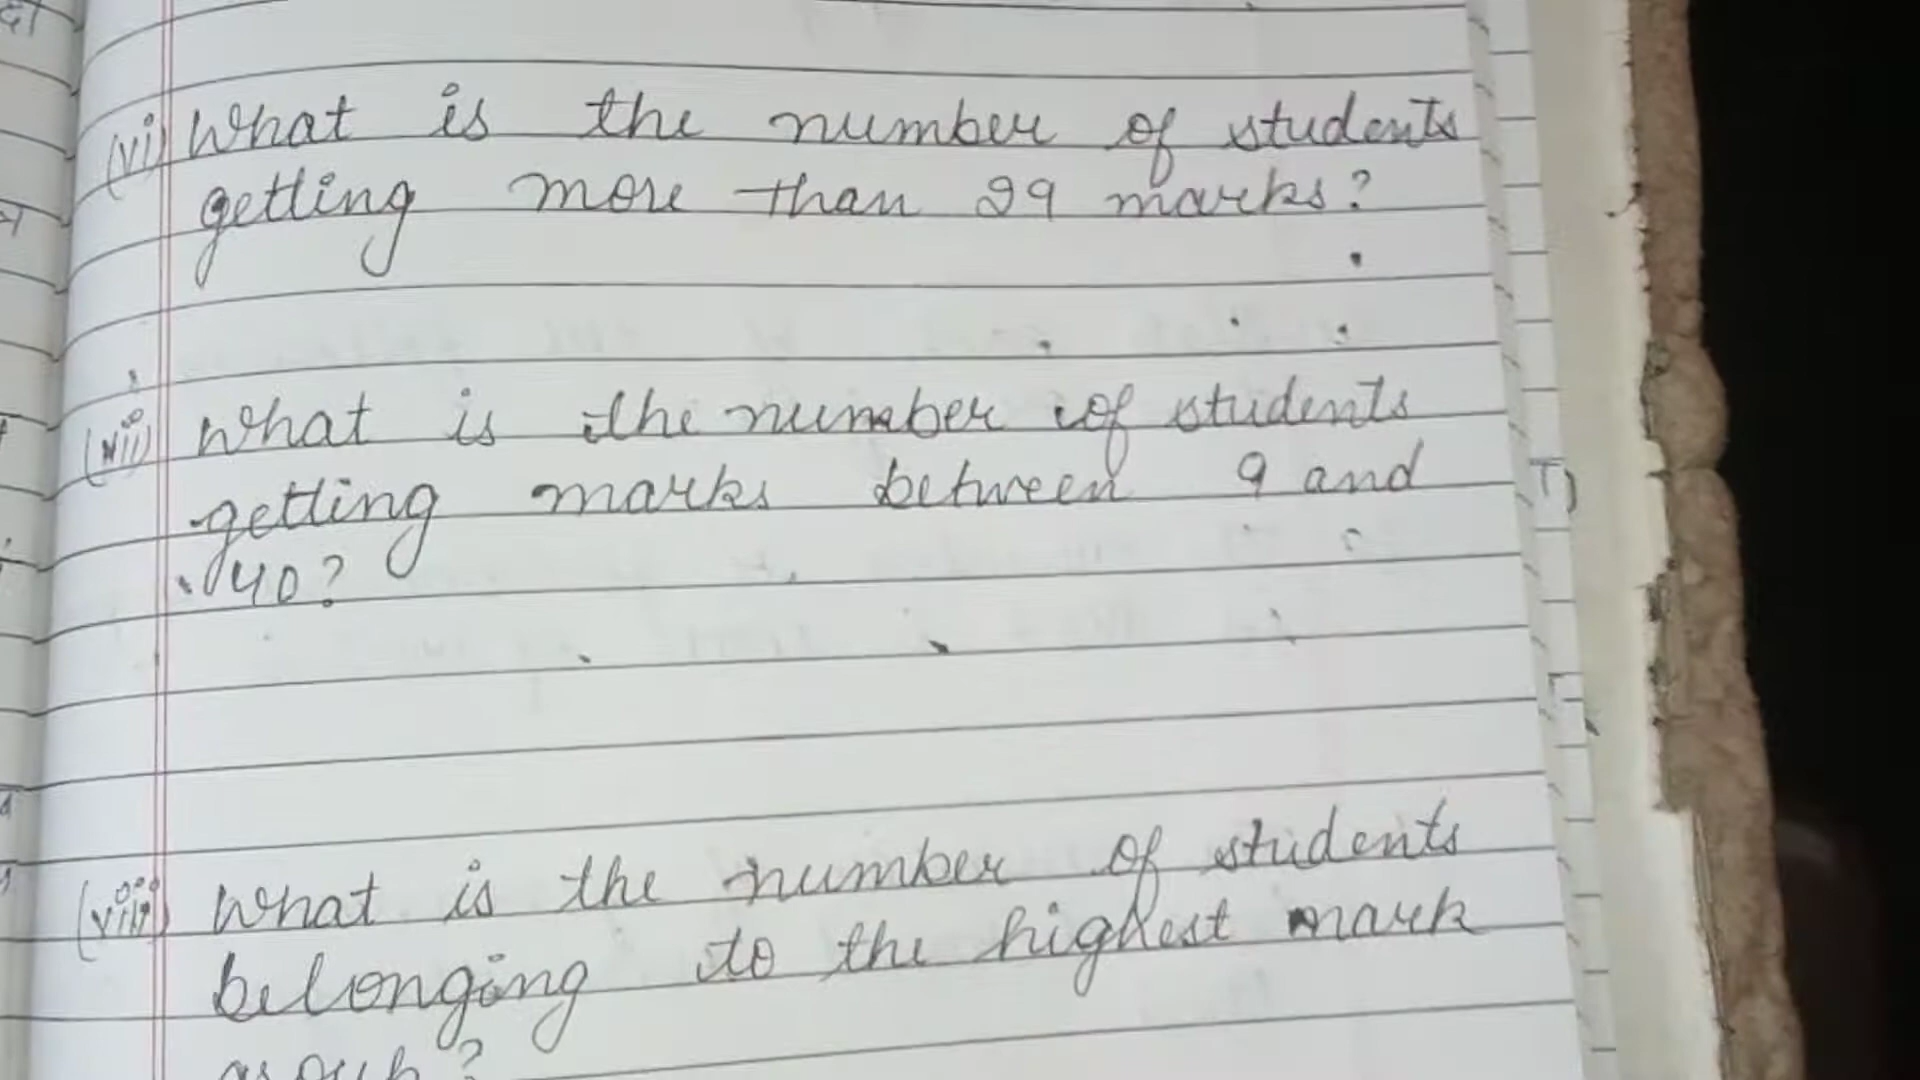 (vi) What is the number of students
getting more than 29 marks?
(vii) What is the number of students
getting marks between 9 and
40?
(viii) What is the number of students
belonging to the highest mark
group?